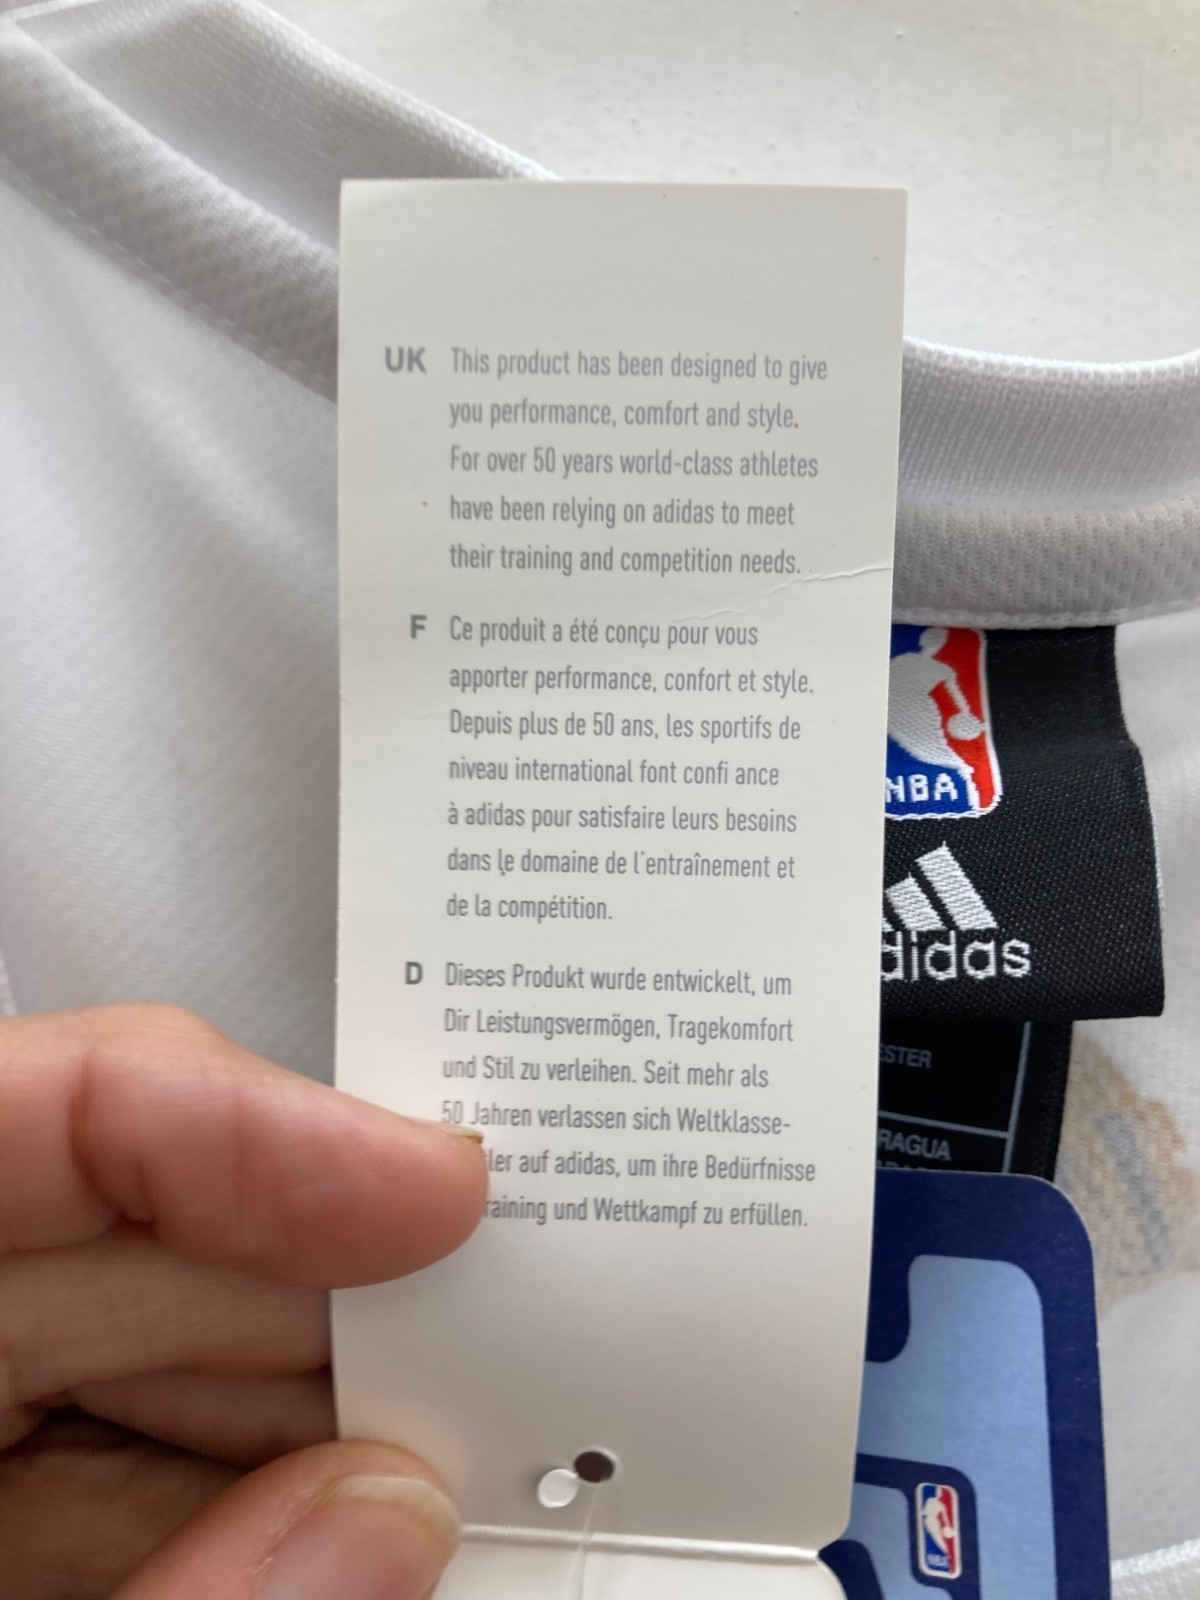 UK This product has been designed to give
you performance, comfort and style.
For over 50 years world-class athletes
have been relying on adidas to meet
their training and competition needs.
F Ce produit a été conçu pour vous
apporter performance, confort et style.
Depuis plus de 50 ans, les sportifs de
niveau international font confi ance
à adidas pour satisfaire leurs besoins
dans le domaine de l'entraînement et
de la compétition.
D Dieses Produkt wurde entwickelt, um
Dir Leistungsvermögen, Tragekomfort
und Stil zu verleihen. Seit mehr als
50 Jahren verlassen sich Weltklasse-
ler auf adidas, um ihre Bedürfnisse
raining und Wettkampf zu erfüllen.
NBA
adidas
ESTER
RAGUA
NBA